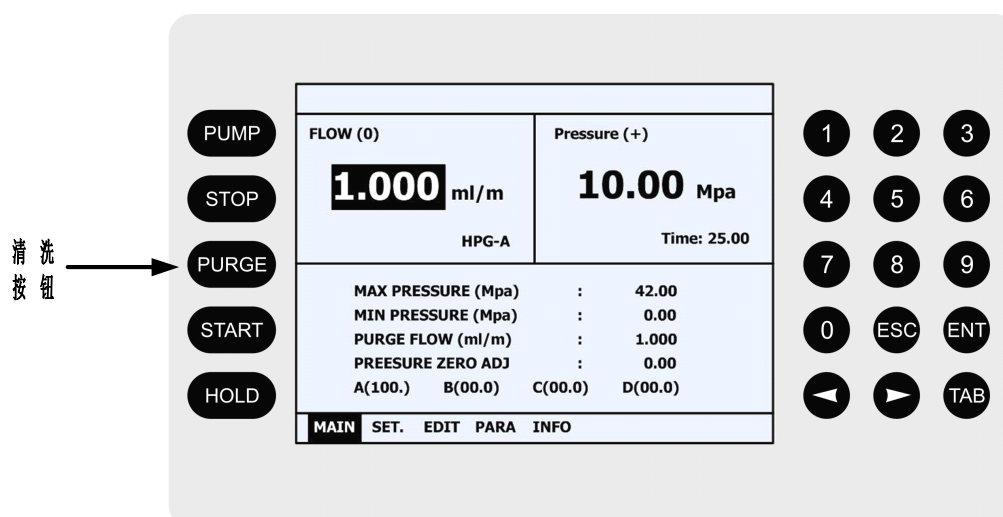 清 洗
按 钮
PUMP
STOP
PURGE
START
HOLD
FLOW (0)
1.000 ml/m
HPG-A
Pressure (+)
10.00 Mpa
Time: 25.00
MAX PRESSURE (Mpa) : 42.00
MIN PRESSURE (Mpa) : 0.00
PURGE FLOW (ml/m) : 1.000
PREESURE ZERO ADJ : 0.00
A(100.) B(00.0) C(00.0) D(00.0)
MAIN SET. EDIT PARA INFO
1 2 3
4 5 6
7 8 9
0 ESC ENT
TAB